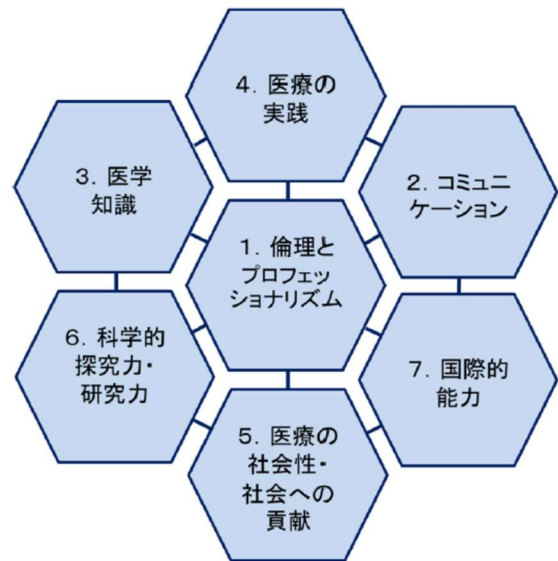 4．医療の
実践
3．医学
知識
2．コミュニ
ケーション
1．倫理と
プロフェッ
ショナリズム
6．科学的
探究力・
研究力
7．国際的
能力
5．医療の
社会性・
社会への
貢献